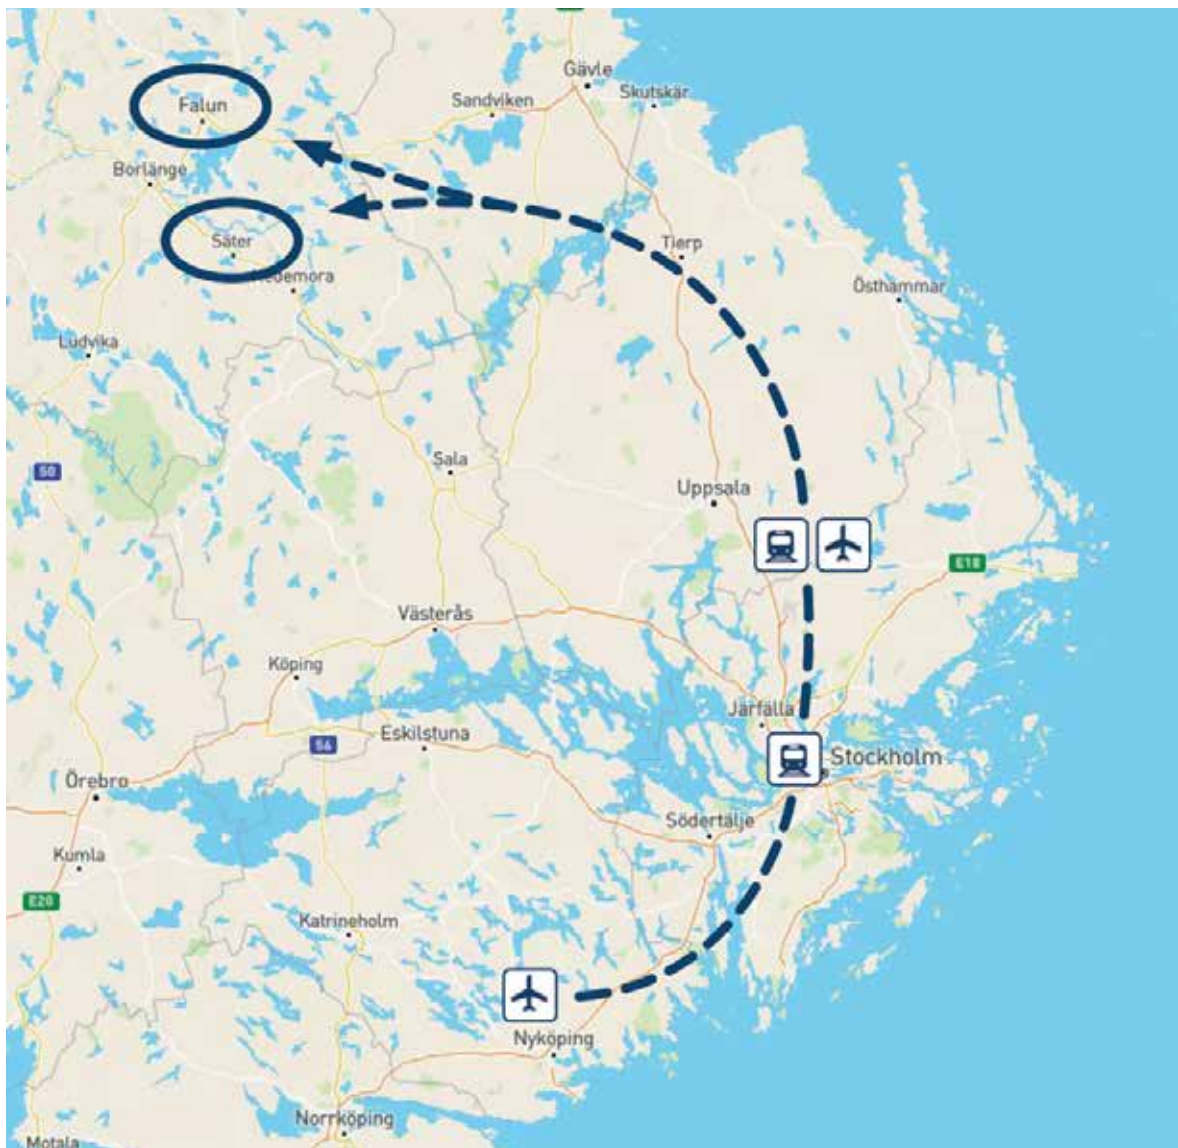 Gävle
Falun
Sandviken
Skutskär
Borlänge
Säter
Tierp
Östhammar
Ludvika
Sala
50
Uppsala
E18
Västerås
Köping
Järfälla
Eskilstuna
56
Stockholm
Örebro
Södertälje
Kumla
E20
Katrineholm
Nyköping
Norrköping
Motala